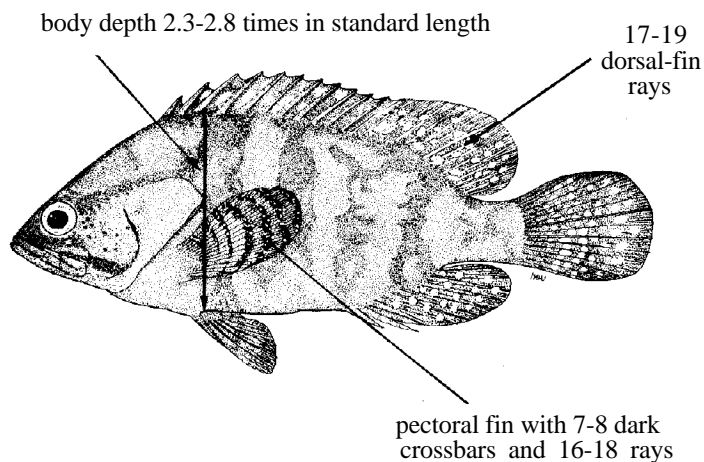 body depth 2.3-2.8 times in standard length
17-19
dorsal-fin
rays
pectoral fin with 7-8 dark
crossbars and 16-18 rays